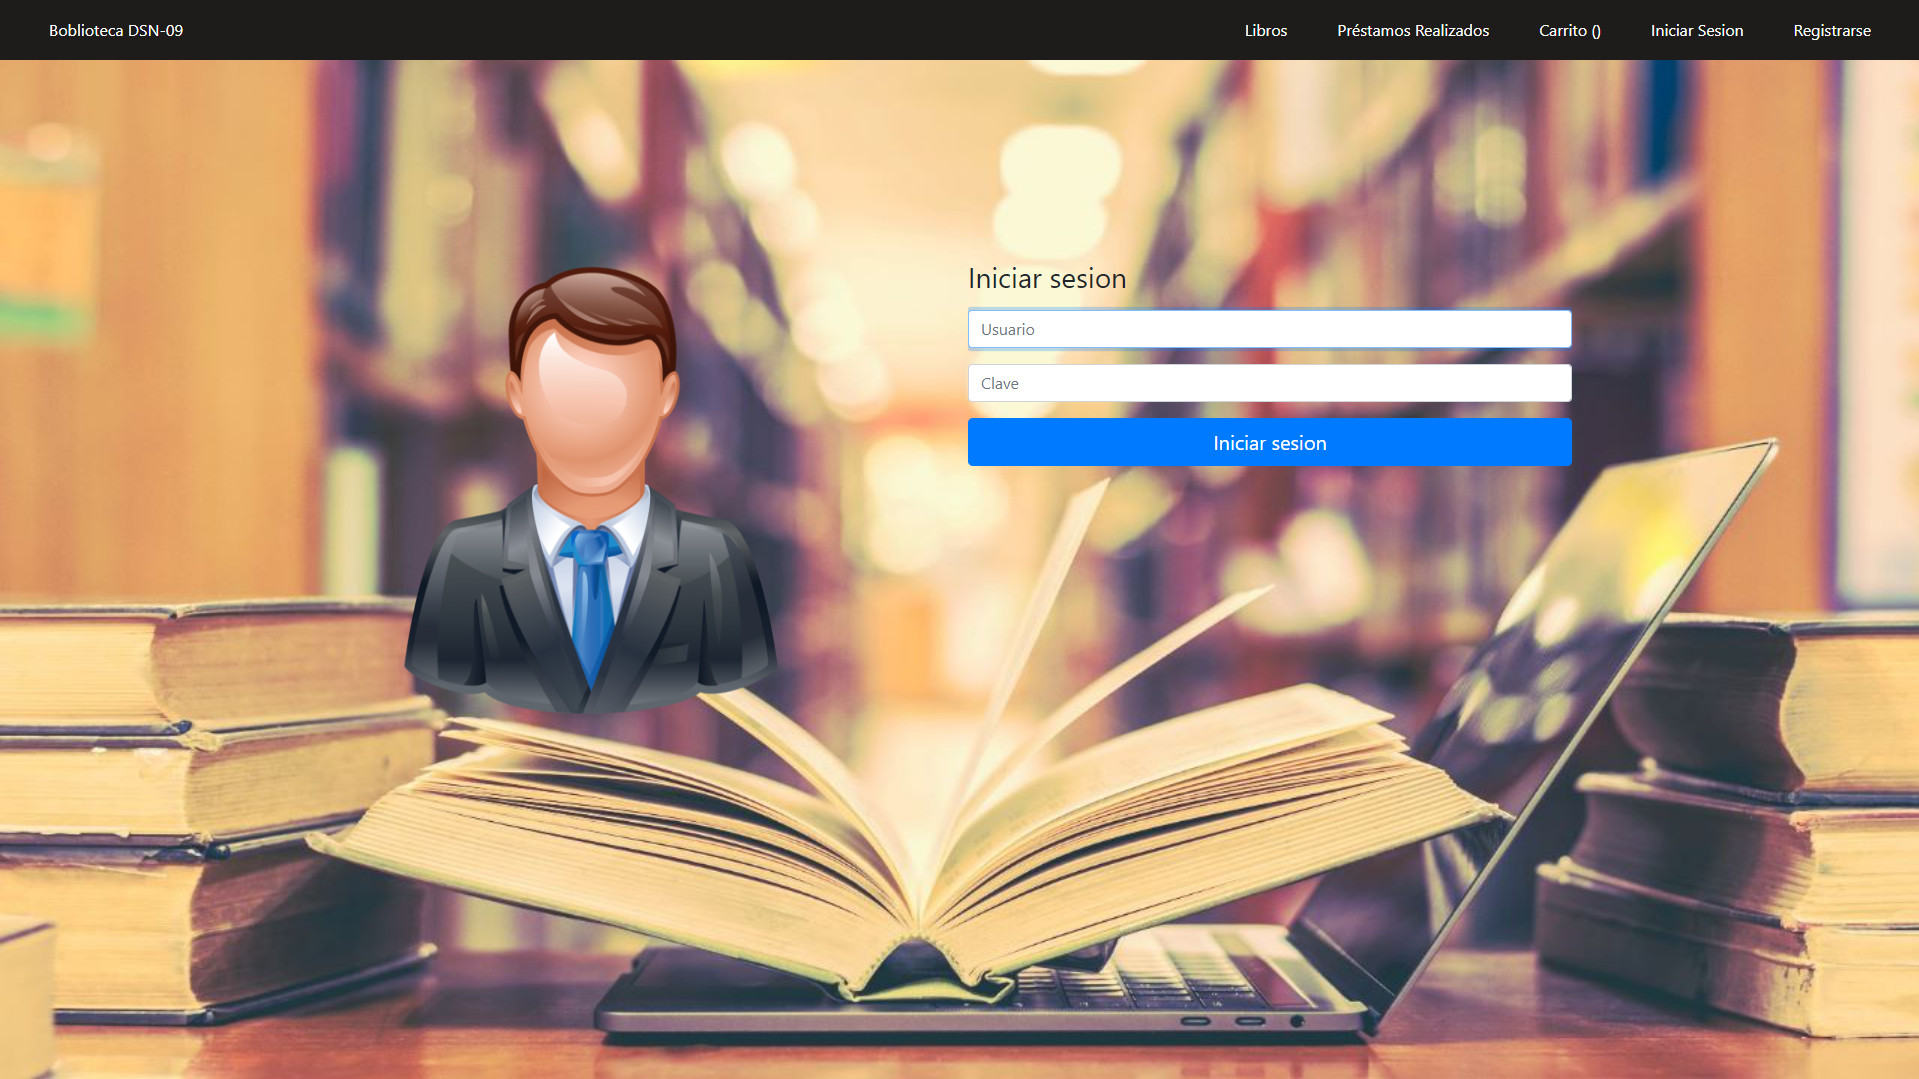 Boblioteca DSN-09
Libros
Préstamos Realizados
Carrito ()
Iniciar Sesion
Registrarse
Iniciar sesion
Usuario
Clave
Iniciar sesion